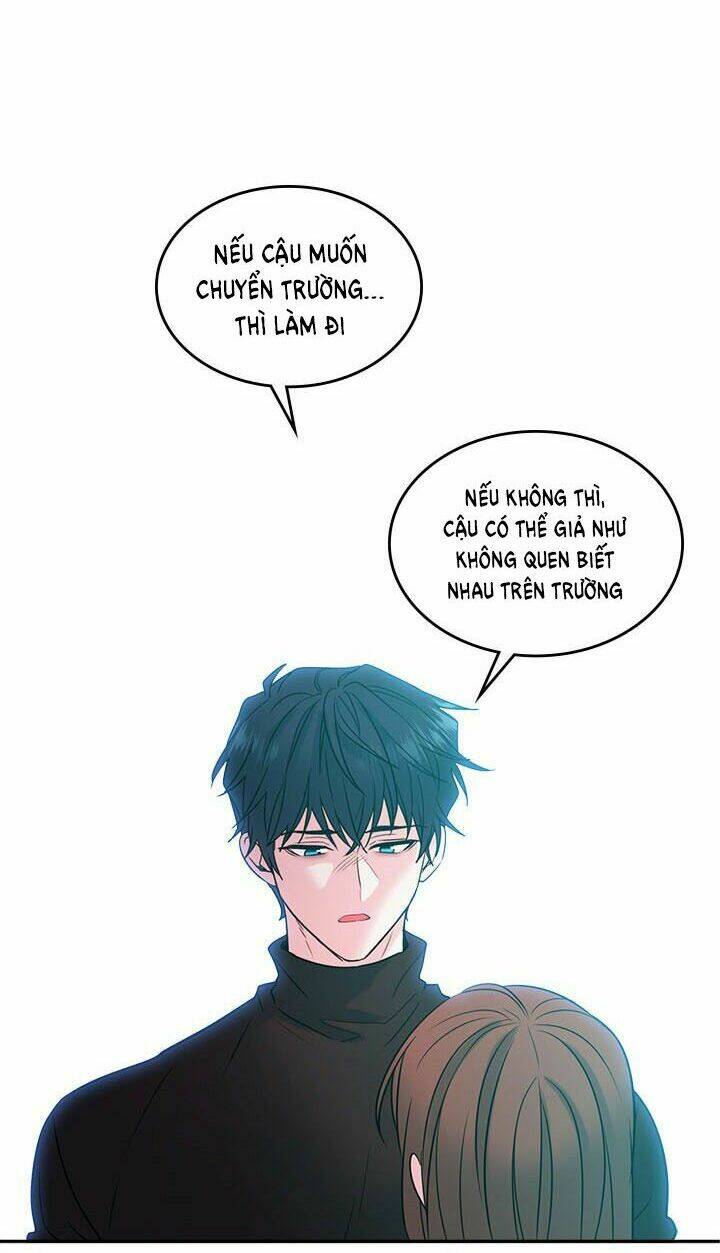 NẾU CẬU MUỐN
CHUYỂN TRƯỜNG...
THÌ LÀM ĐI
NẾU KHÔNG THÌ,
CẬU CÓ THỂ GIẢ NHƯ
KHÔNG QUEN BIẾT
NHAU TRÊN TRƯỜNG